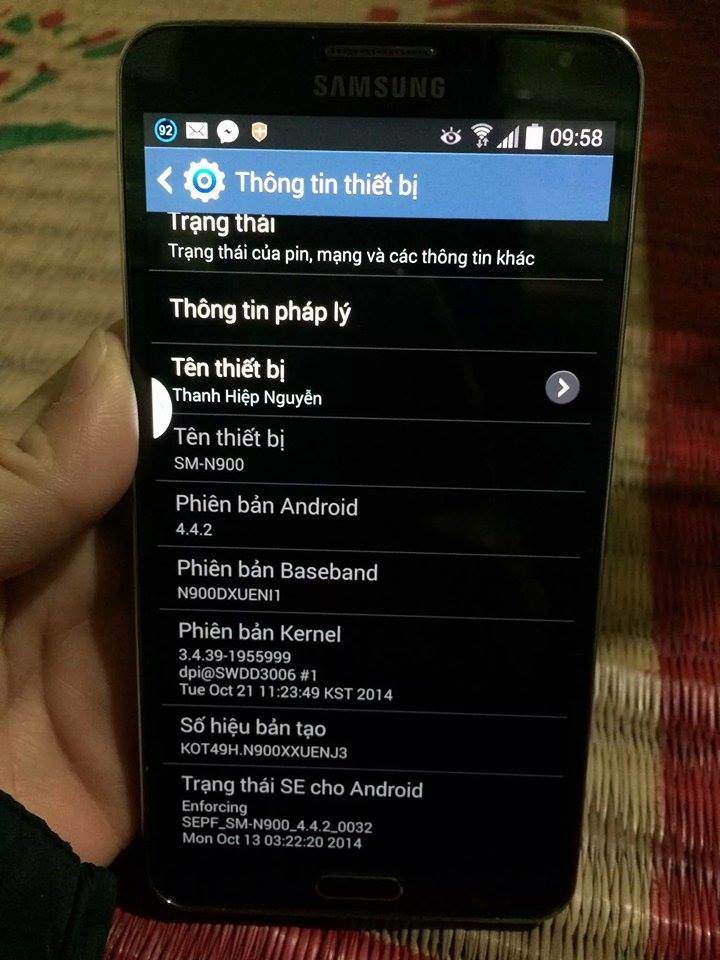 SAMSUNG
92 09:58
Thông tin thiết bị
Trạng thái
Trạng thái của pin, mạng và các thông tin khác
Thông tin pháp lý
Tên thiết bị
Thanh Hiệp Nguyễn
Tên thiết bị
SM-N900
Phiên bản Android
4.4.2
Phiên bản Baseband
N900DXUENI1
Phiên bản Kernel
3.4.39-1955999
dpi@SWDD3006 #1
Tue Oct 21 11:23:49 KST 2014
Số hiệu bản tạo
KOT49H.N900XXUENJ3
Trạng thái SE cho Android
Enforcing
SEPF_SM-N900_4.4.2_0032
Mon Oct 13 03:22:20 2014